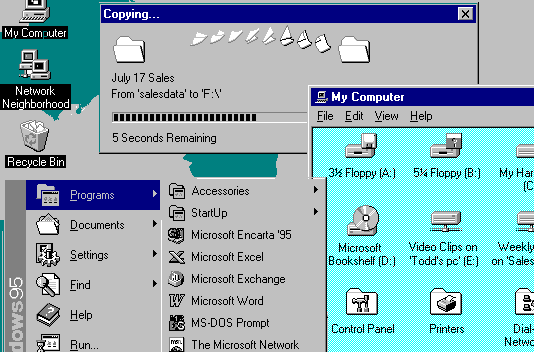 My Computer
Network
Neighborhood
Recycle Bin
Copying...
July 17 Sales
From 'salesdata' to 'F:\'
5 Seconds Remaining
My Computer
File Edit View Help
3½ Floppy (A:)
5¼ Floppy (B:)
My Har
(C
Microsoft
Bookshelf (D:)
Video Clips on
'Todd's pc' (E:)
Weekly
on 'Sales
Control Panel
Printers
Dial-
Netwo
dows95
Programs
Documents
Settings
Find
Help
Run...
Accessories
StartUp
Microsoft Encarta '95
Microsoft Excel
Microsoft Exchange
Microsoft Word
MS-DOS Prompt
The Microsoft Network